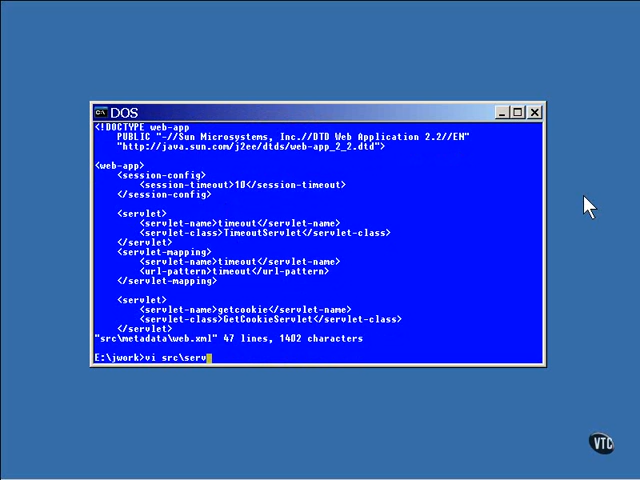 DOS
<!DOCTYPE web-app
PUBLIC "-//Sun Microsystems, Inc.//DTD Web Application 2.2//EN"
"http://java.sun.com/j2ee/dtds/web-app_2_2.dtd">
<web-app>
<session-config>
<session-timeout>10</session-timeout>
</session-config>
<servlet>
<servlet-name>timeout</servlet-name>
<servlet-class>TimeoutServlet</servlet-class>
</servlet>
<servlet-mapping>
<servlet-name>timeout</servlet-name>
<url-pattern>timeout</url-pattern>
</servlet-mapping>
<servlet>
<servlet-name>getcookie</servlet-name>
<servlet-class>GetCookieServlet</servlet-class>
</servlet>
"src\metadata\web.xml" 47 lines, 1402 characters
E:\jwork>vi src\serv
VTC